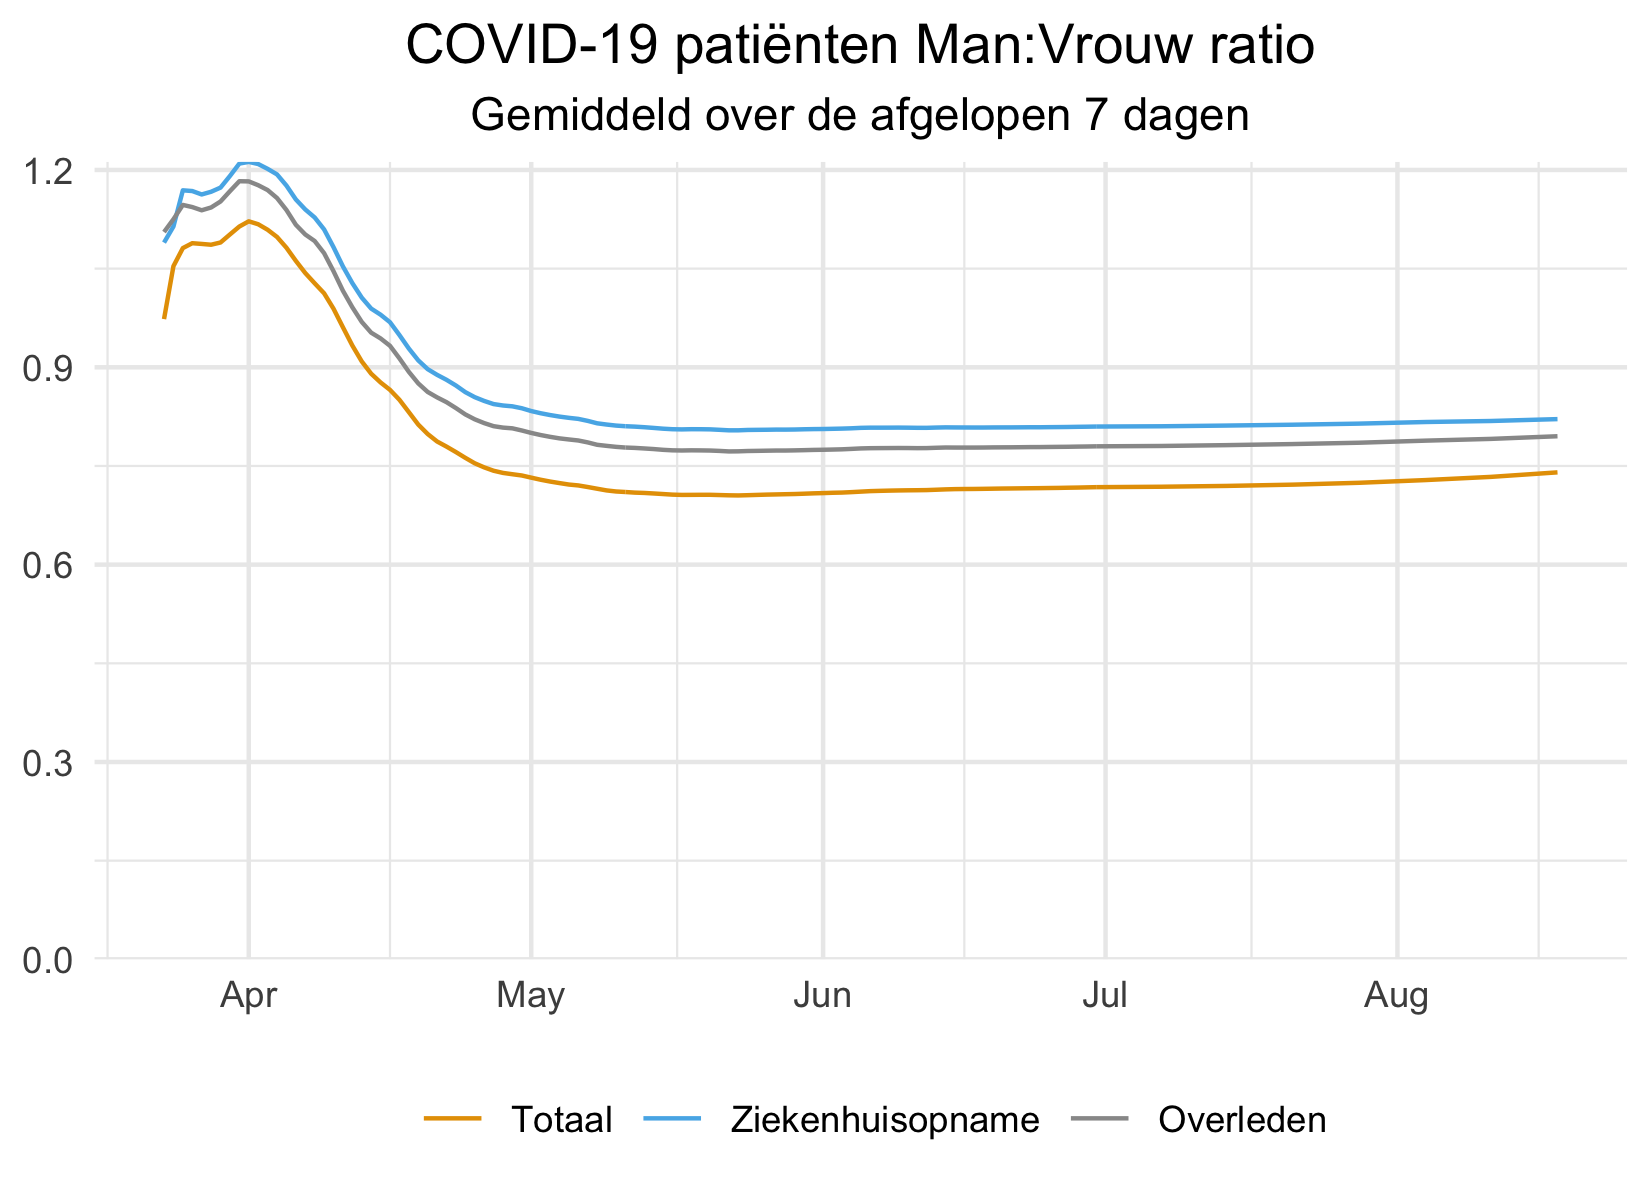 COVID-19 patiënten Man:Vrouw ratio
Gemiddeld over de afgelopen 7 dagen
1.2
0.9
0.6
0.3
0.0
Apr May Jun Jul Aug
Totaal Ziekenhuisopname Overleden